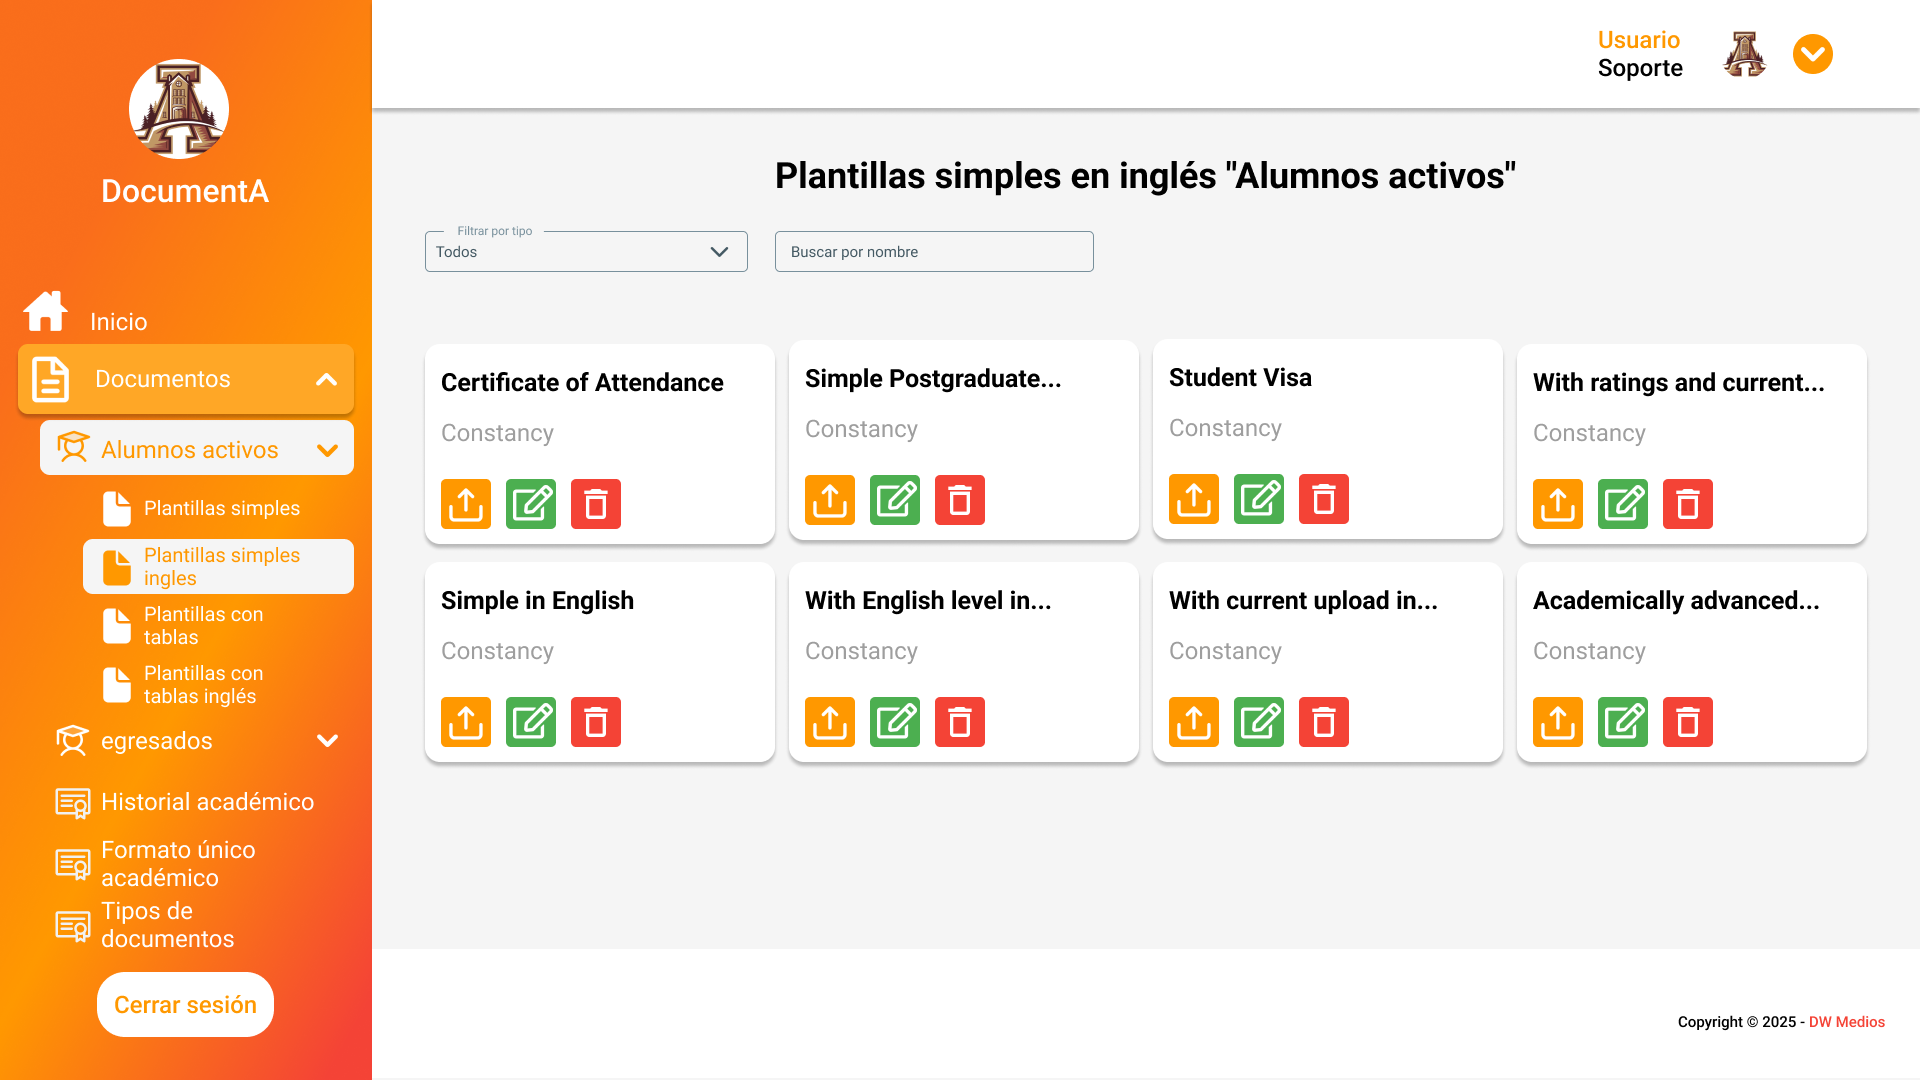 DocumentA
Inicio
Documentos
Alumnos activos
Plantillas simples
Plantillas simples
ingles
Plantillas con
tablas
Plantillas con
tablas inglés
egresados
Historial académico
Formato único
académico
Tipos de
documentos
Cerrar sesión
Usuario
Soporte
Plantillas simples en inglés "Alumnos activos"
Filtrar por tipo
Todos
Buscar por nombre
Certificate of Attendance
Constancy
Simple Postgraduate...
Constancy
Student Visa
Constancy
With ratings and current...
Constancy
Simple in English
Constancy
With English level in...
Constancy
With current upload in...
Constancy
Academically advanced...
Constancy
Copyright © 2025 - DW Medios